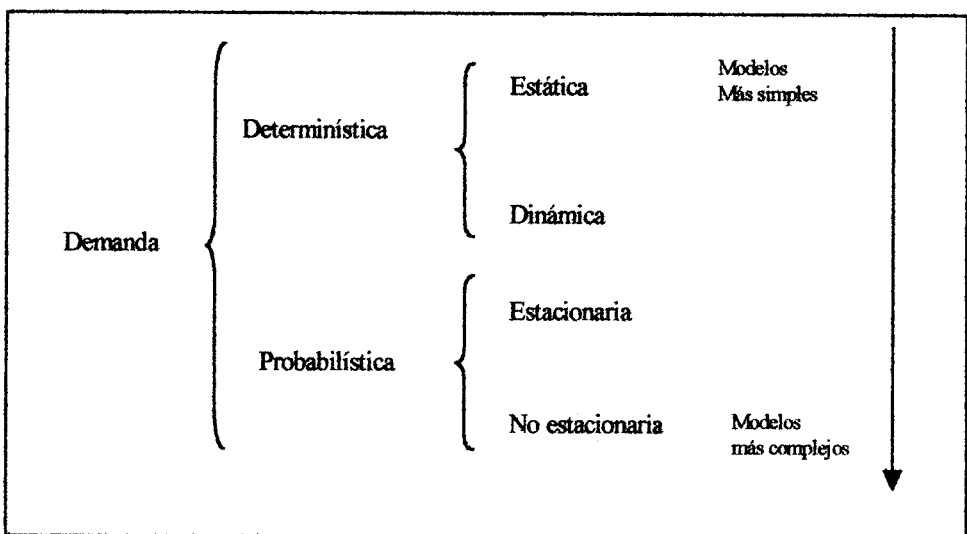 Demanda
Determinística
Estática
Modelos
Más simples
Dinámica
Probabilística
Estacionaria
No estacionaria
Modelos
más complejos